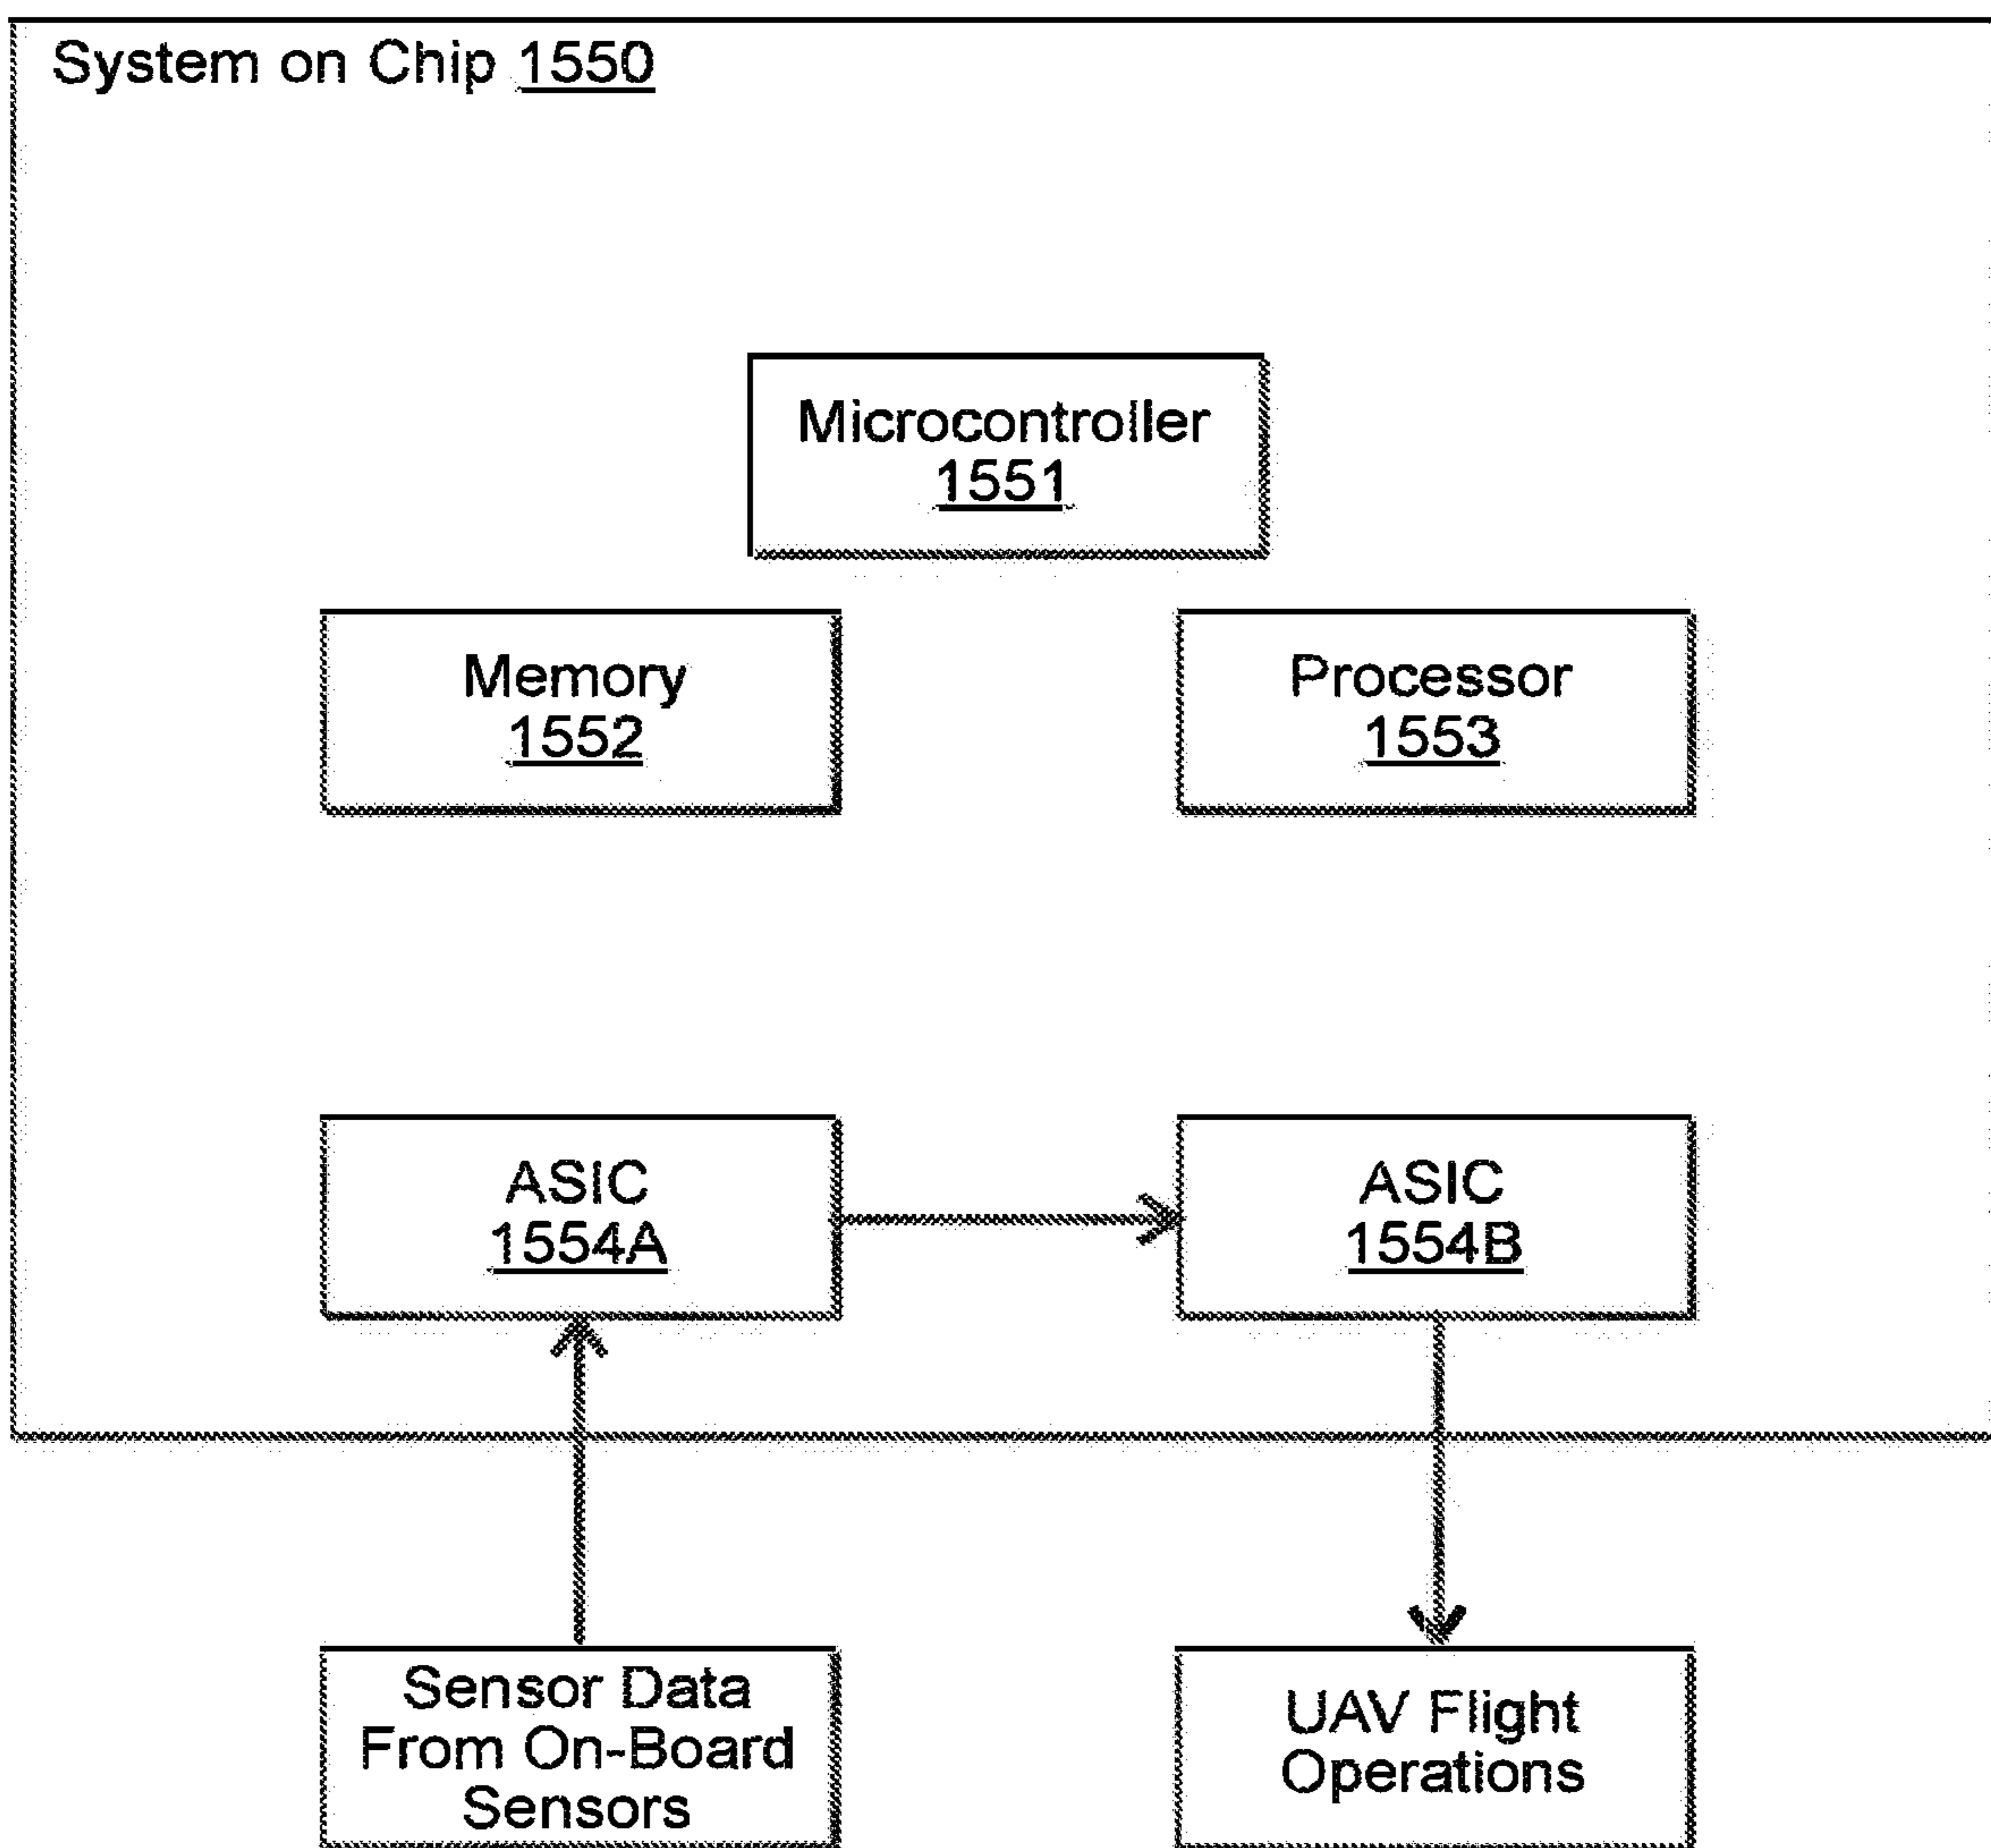 System on Chip 1550
Microcontroller
1551
Memory
1552
Processor
1553
ASIC
1554A
ASIC
1554B
Sensor Data
From On-Board
Sensors
UAV Flight
Operations